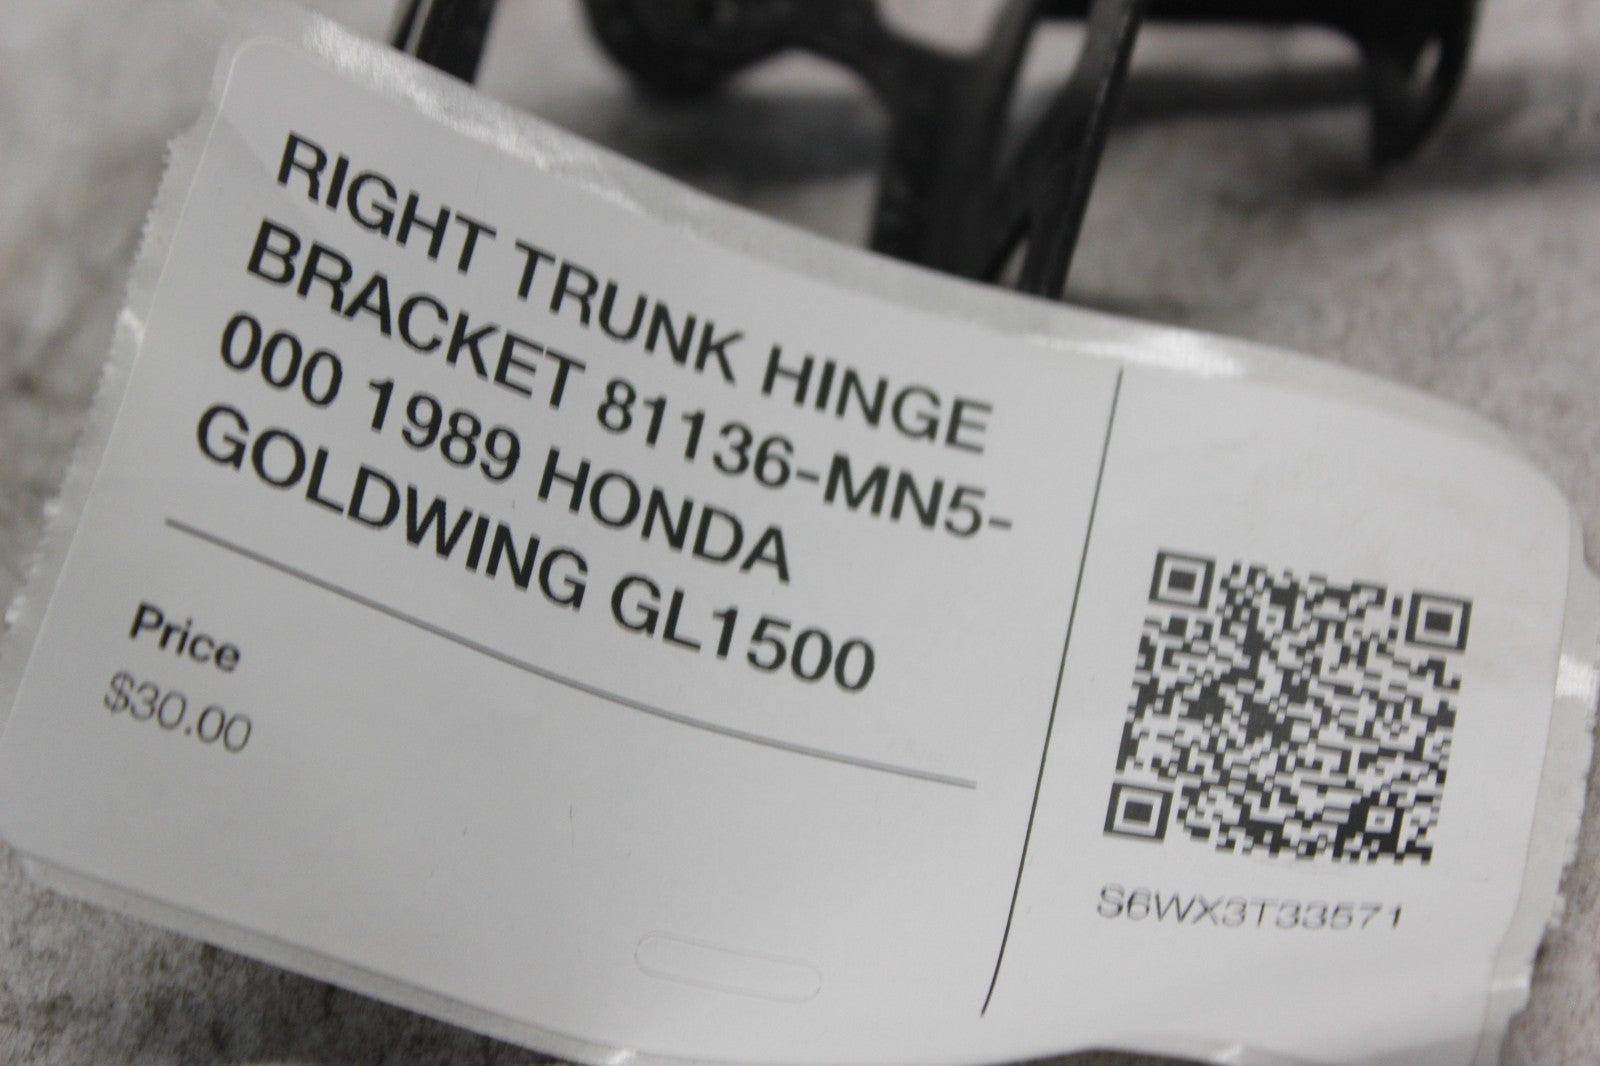 RIGHT TRUNK HINGE
BRACKET 81136-MN5-
000 1989 HONDA
GOLDWING GL1500
Price
$30.00
S6WX3T33571